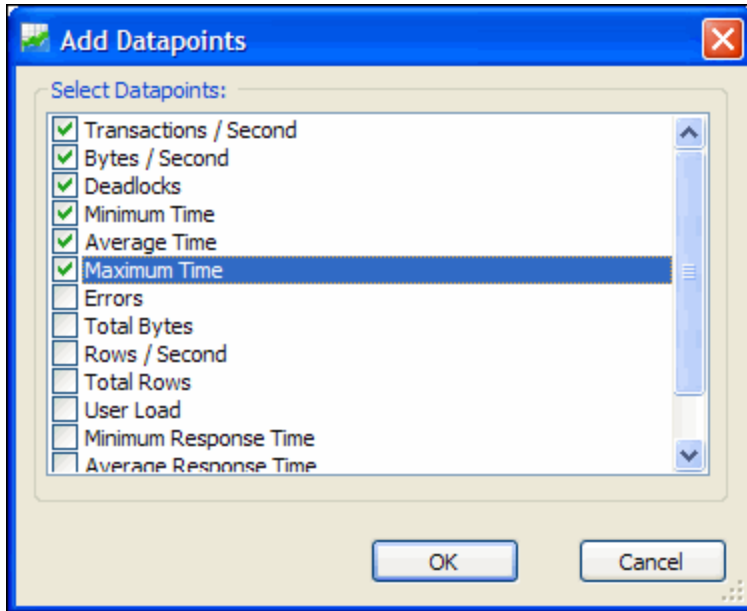 Add Datapoints
Select Datapoints:
Transactions / Second
Bytes / Second
Deadlocks
Minimum Time
Average Time
Maximum Time
Errors
Total Bytes
Rows / Second
Total Rows
User Load
Minimum Response Time
Average Response Time
OK
Cancel